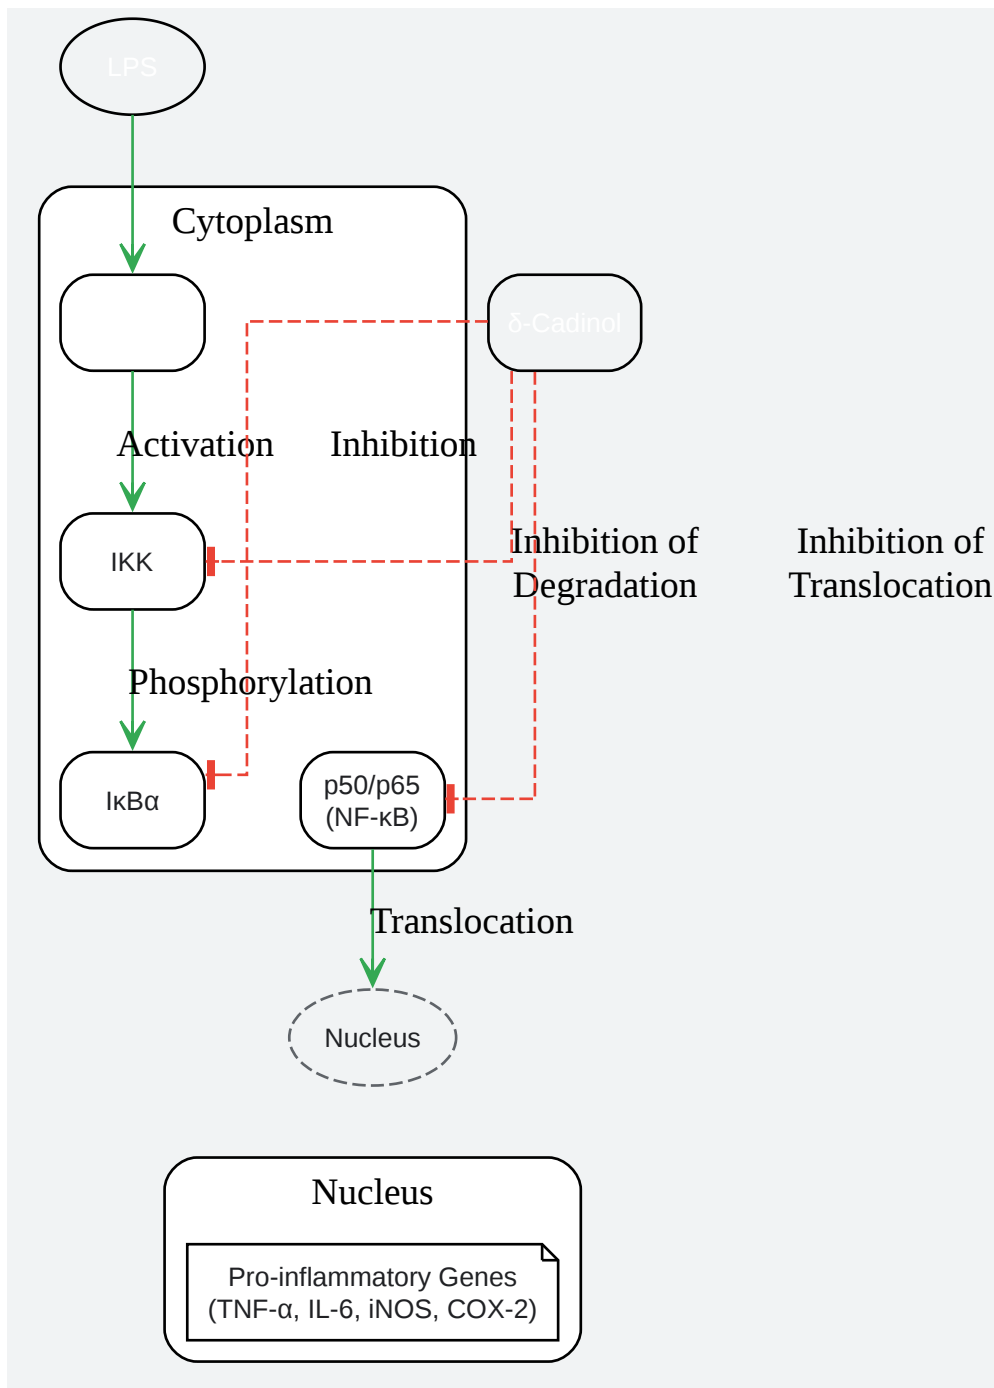 LPS
Cytoplasm
δ-Cadinol
Activation
Inhibition
Inhibition of
Degradation
Inhibition of
Translocation
IKK
Phosphorylation
IκBα
p50/p65
(NF-κB)
Translocation
Nucleus
Nucleus
Pro-inflammatory Genes
(TNF-α, IL-6, iNOS, COX-2)